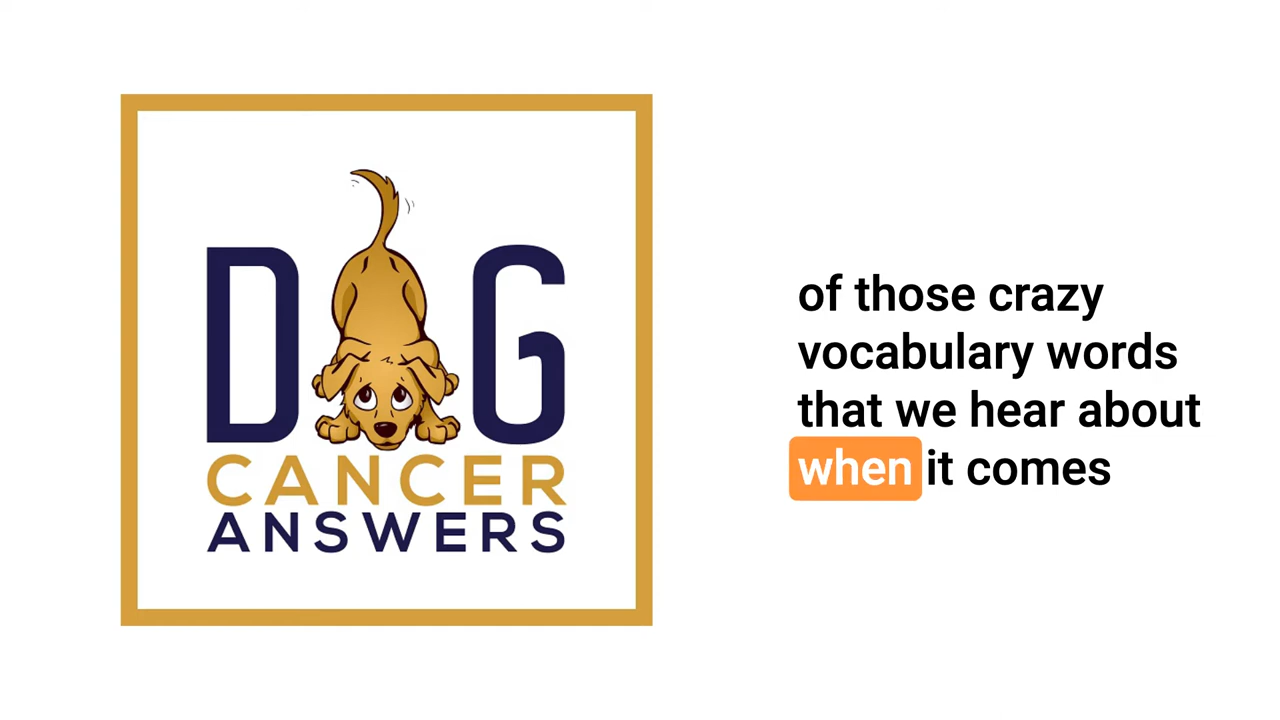 DOG
CANCER
ANSWERS
of those crazy
vocabulary words
that we hear about
when it comes